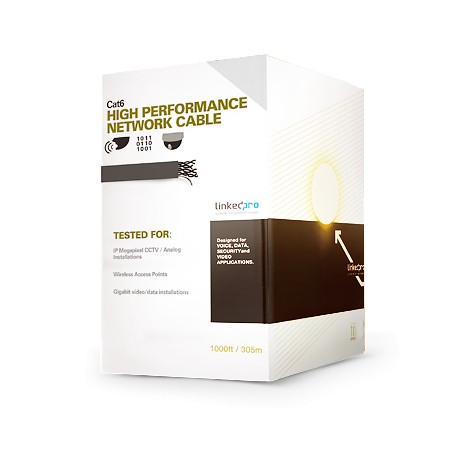 Cat6
HIGH PERFORMANCE
NETWORK CABLE
1011
0110
1001
linkedpro
TESTED FOR:
IP Megapixel CCTV / Analog
Installations
Wireless Access Points
Gigabit video/data installations
Designed for
VOICE, DATA,
SECURITY and
VIDEO
APPLICATIONS.
1000ft / 305m
linkedpro